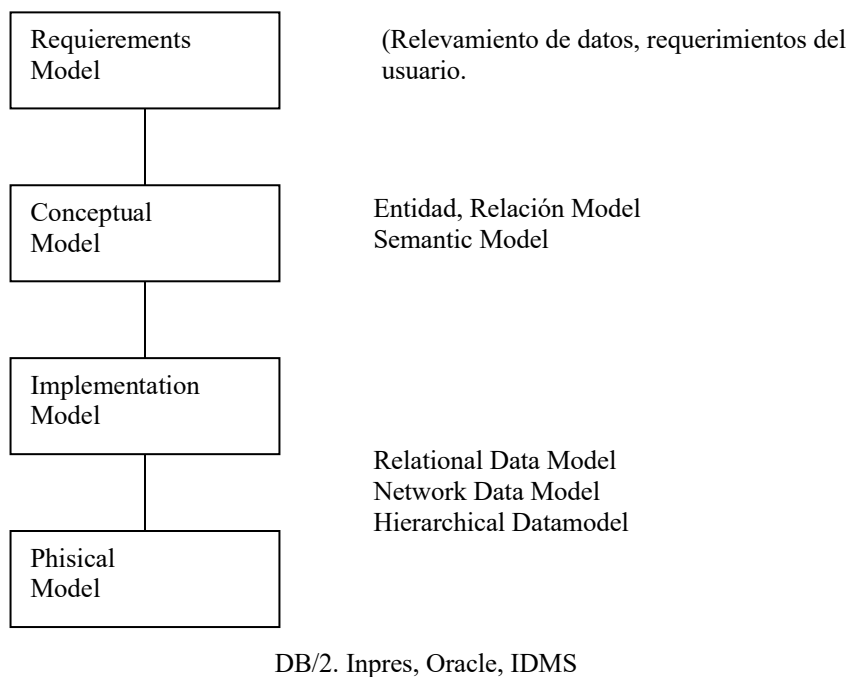 Requierements
Model
(Relevamiento de datos, requerimientos del
usuario.
Conceptual
Model
Entidad, Relación Model
Semantic Model
Implementation
Model
Relational Data Model
Network Data Model
Hierarchical Datamodel
Phisical
Model
DB/2. Inpres, Oracle, IDMS